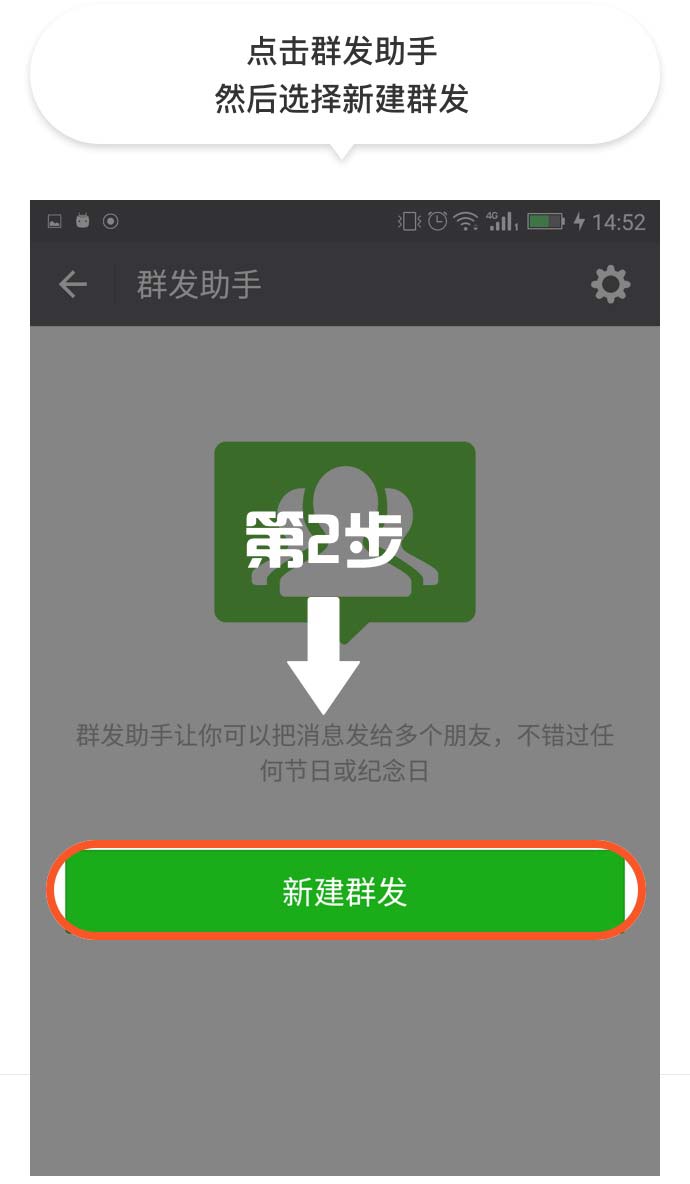 点击群发助手
然后选择新建群发
4G 1 14:52
群发助手
第2步
群发助手让你可以把消息发给多个朋友，不错过任
何节日或纪念日
新建群发